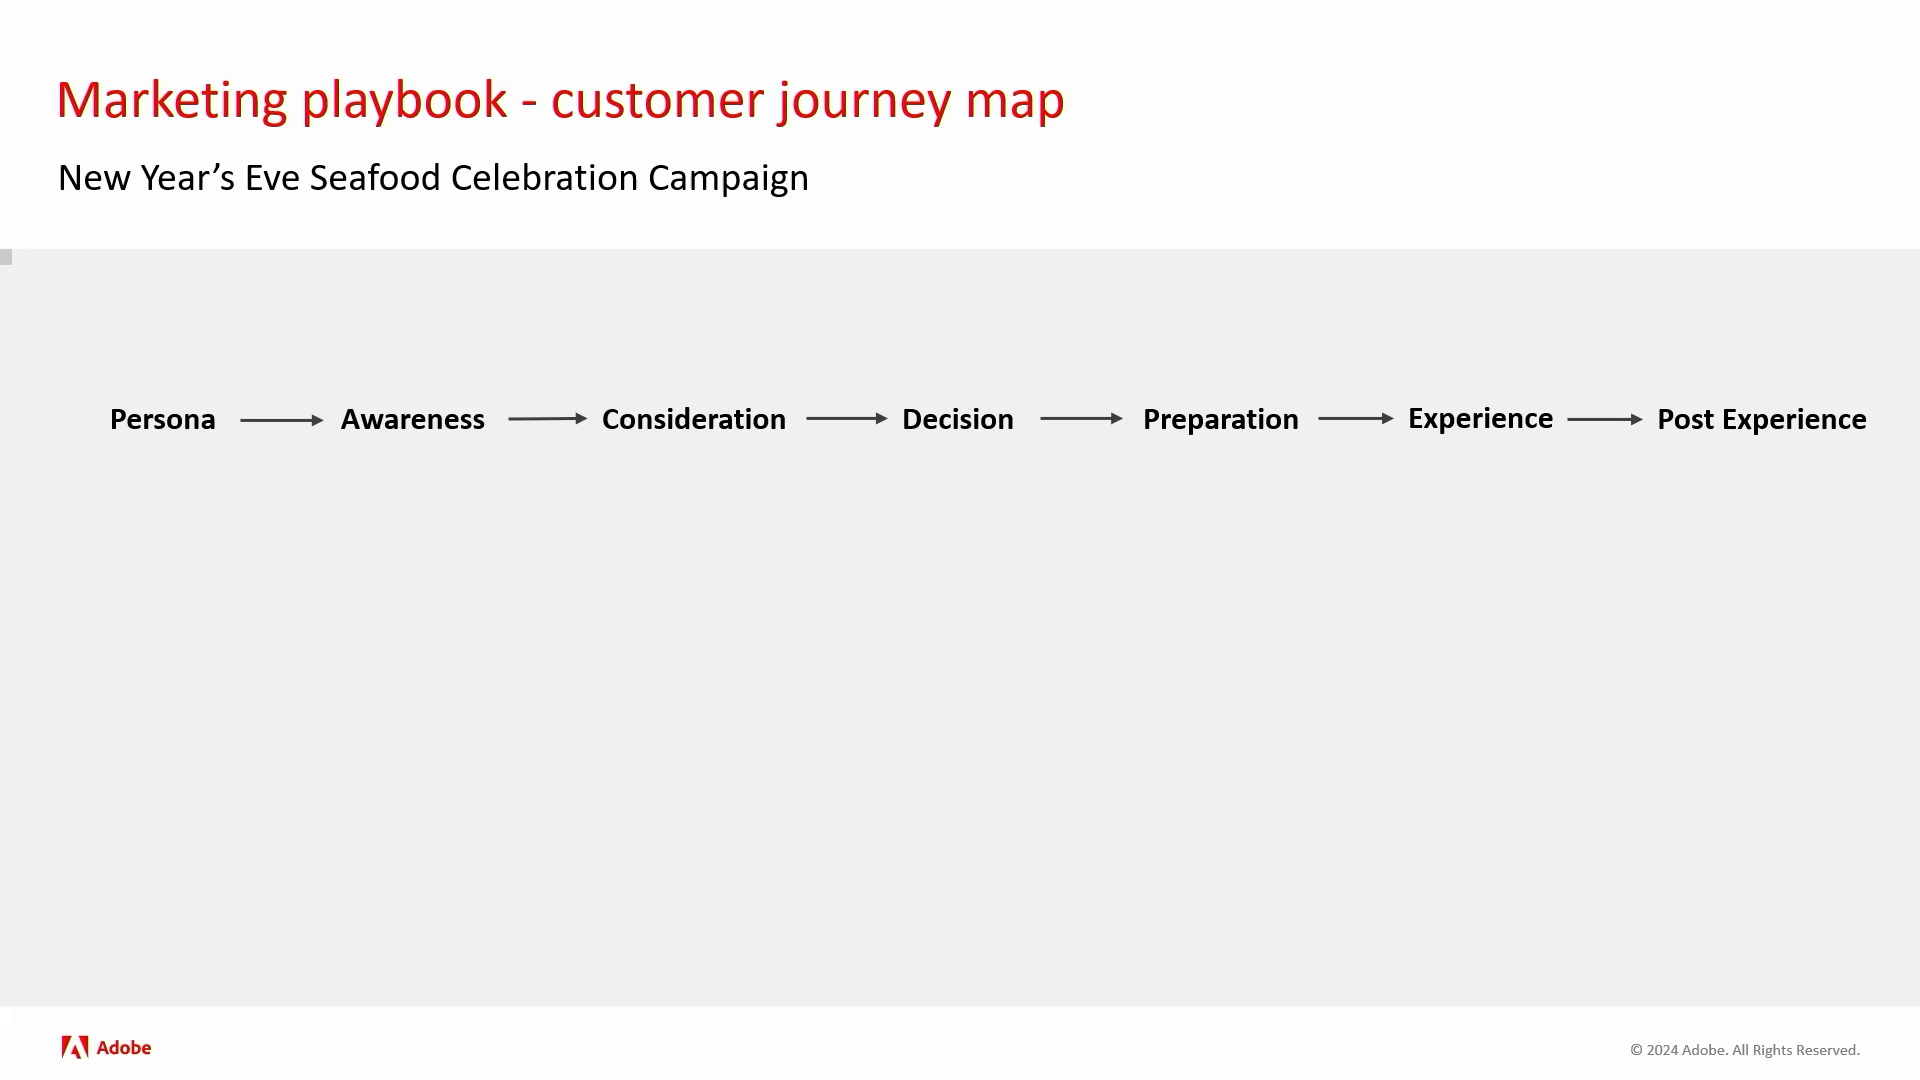 Marketing playbook - customer journey map
New Year’s Eve Seafood Celebration Campaign
Persona Awareness Consideration Decision Preparation Experience Post Experience
Adobe
© 2024 Adobe. All Rights Reserved.